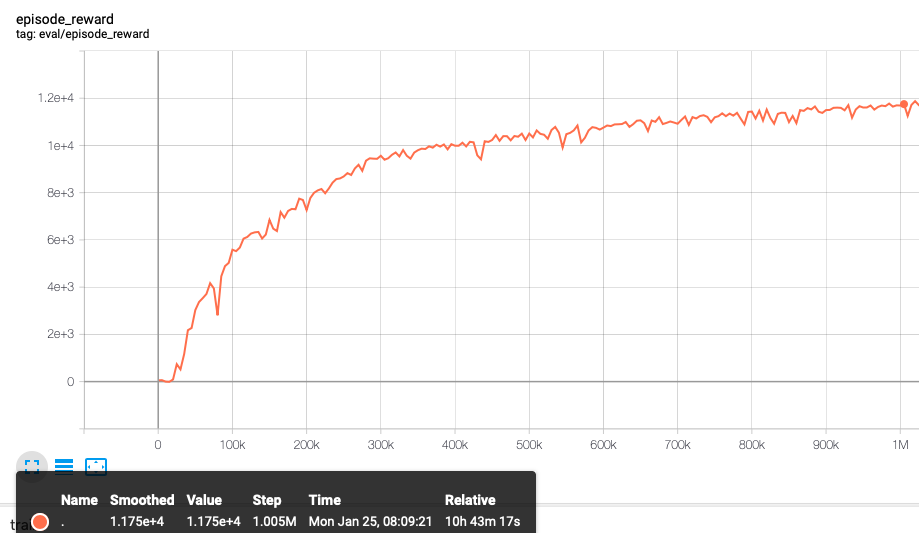 episode_reward
tag: eval/episode_reward
1.2e+4
1e+4
8e+3
6e+3
4e+3
2e+3
0
0 100k 200k 300k 400k 500k 600k 700k 800k 900k 1M
Name Smoothed Value Step Time Relative
. 1.175e+4 1.175e+4 1.005M Mon Jan 25, 08:09:21 10h 43m 17s